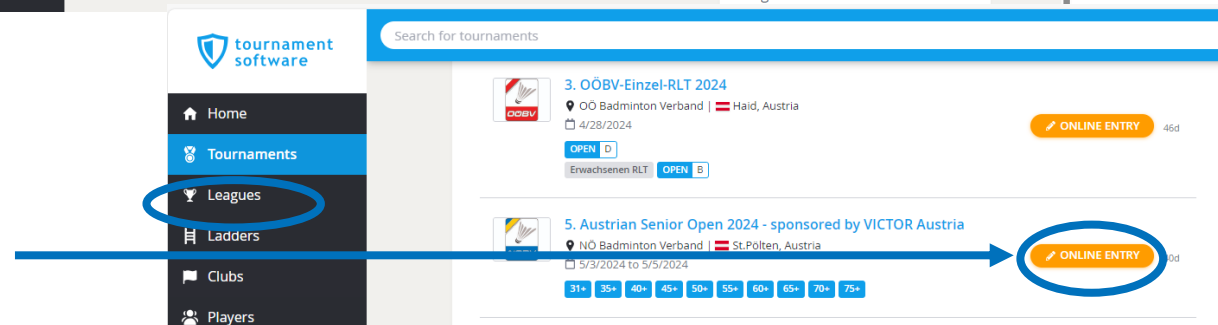 tournament
software
Search for tournaments
Home
Tournaments
Leagues
Ladders
Clubs
Players
3. OÖBV-Einzel-RLT 2024
OÖBV
OÖ Badminton Verband | Haid, Austria
4/28/2024
OPEN D
Erwachsenen RLT OPEN B
ONLINE ENTRY 46d
5. Austrian Senior Open 2024 - sponsored by VICTOR Austria
NÖ Badminton Verband | St.Pölten, Austria
5/3/2024 to 5/5/2024
31+ 35+ 40+ 45+ 50+ 55+ 60+ 65+ 70+ 75+
ONLINE ENTRY